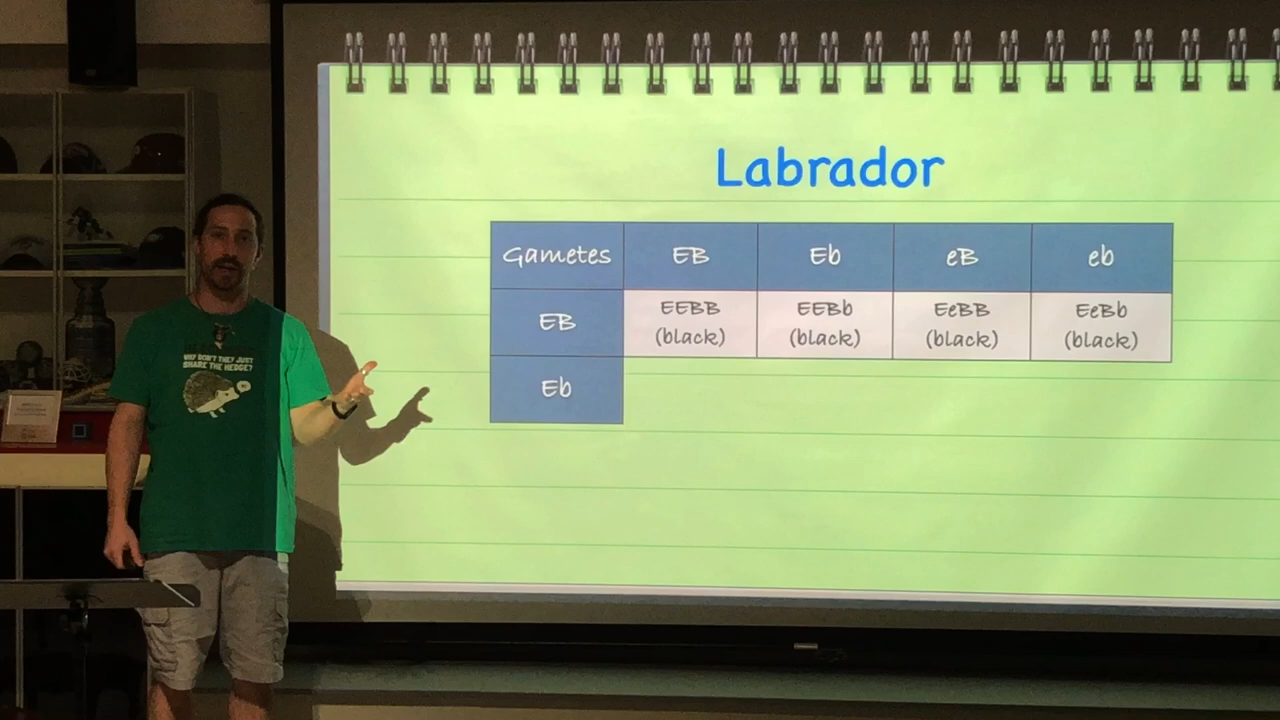 Labrador
Gametes EB Eb eB eb
EB EEBB EEBb EeBB EeBb
(black) (black) (black) (black)
Eb
WHY DON'T THEY JUST
SHARE THE HEDGE?